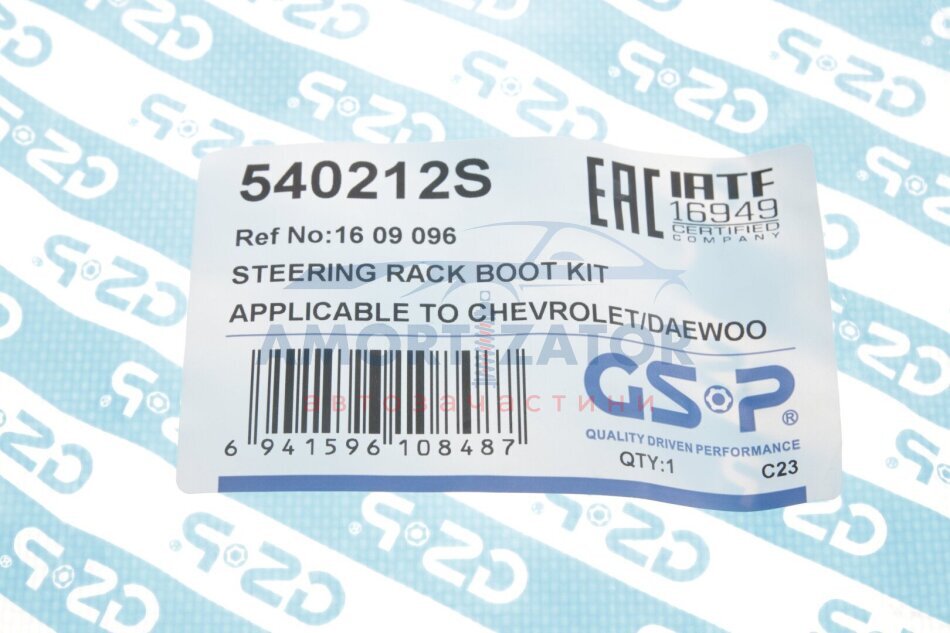 540212S
EAC
IATF
16949
CERTIFIED
COMPANY
Ref No:16 09 096
STEERING RACK BOOT KIT
APPLICABLE TO CHEVROLET/DAEWOO
AMORTIZATOR
автозапчастини
6 941596 108487
GSP®
QUALITY DRIVEN PERFORMANCE
QTY:1
C23